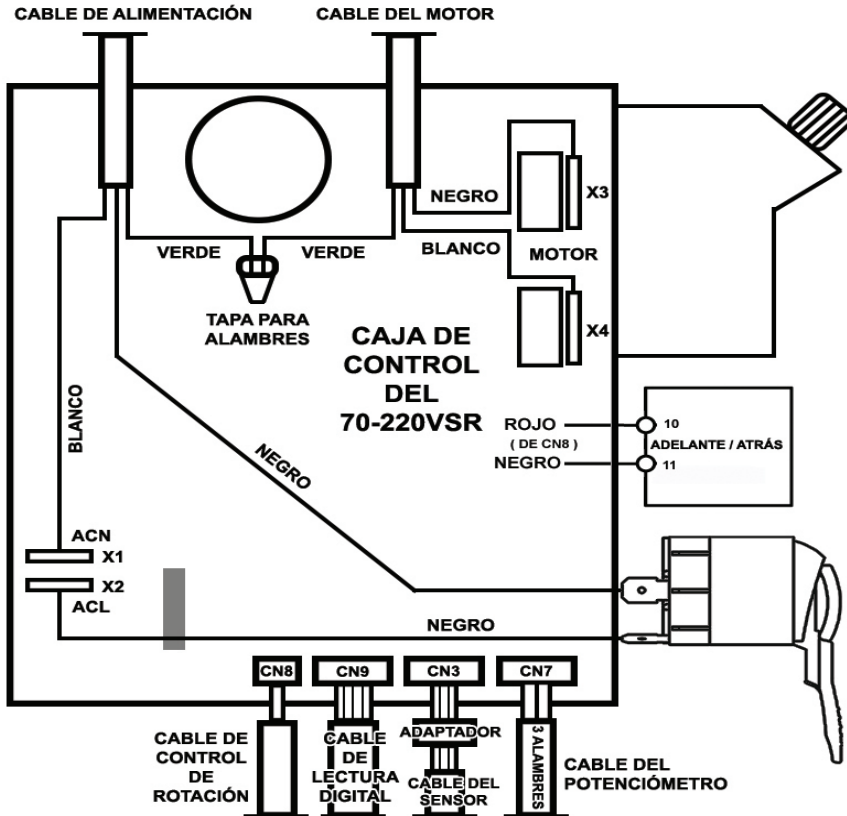 CABLE DE ALIMENTACIÓN
CABLE DEL MOTOR
NEGRO
X3
VERDE
VERDE
BLANCO
MOTOR
TAPA PARA
ALAMBRES
X4
CAJA DE
CONTROL
DEL
70-220VSR
BLANCO
NEGRO
ROJO
( DE CN8 )
NEGRO
10
ADELANTE / ATRÁS
11
ACN
X1
X2
ACL
NEGRO
CN8
CN9
CN3
CN7
CABLE DE
CONTROL
DE
ROTACIÓN
CABLE
DE
LECTURA
DIGITAL
ADAPTADOR
CABLE DEL
SENSOR
3 ALAMBRES
CABLE DEL
POTENCIÓMETRO